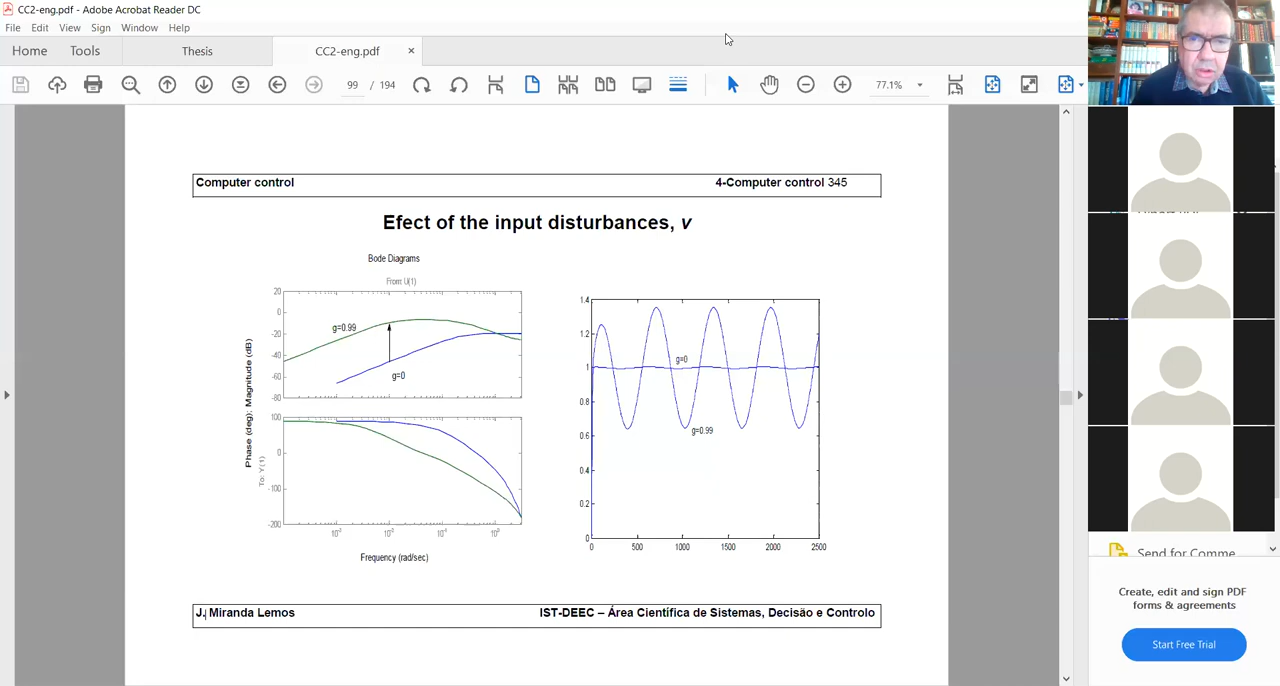 CC2-eng.pdf - Adobe Acrobat Reader DC
File Edit View Sign Window Help
Home Tools Thesis CC2-eng.pdf ×
99 / 194 77.1%
Computer control 4-Computer control 345
Efect of the input disturbances, v
Bode Diagrams
From: U(1)
Phase (deg); Magnitude (dB)
To: Y(1)
20
0
-20
-40
-60
-80
g=0.99
g=0
100
0
-100
-200
Frequency (rad/sec)
1.4
1.2
1
0.8
0.6
0.4
0.2
0
g=0
g=0.99
0 500 1000 1500 2000 2500
J. Miranda Lemos IST-DEEC – Área Científica de Sistemas, Decisão e Controlo
Send for Comme
Create, edit and sign PDF
forms & agreements
Start Free Trial